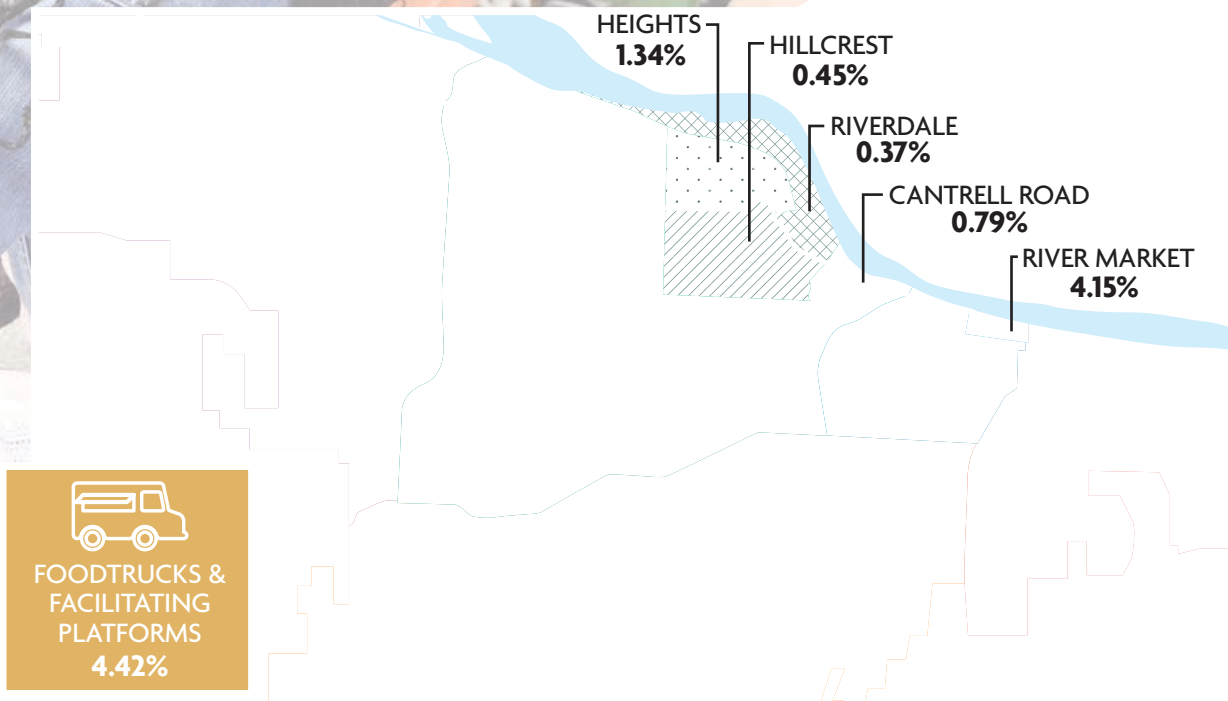 HEIGHTS
1.34%
HILLCREST
0.45%
RIVERDALE
0.37%
CANTRELL ROAD
0.79%
RIVER MARKET
4.15%
FOODTRUCKS &
FACILITATING
PLATFORMS
4.42%